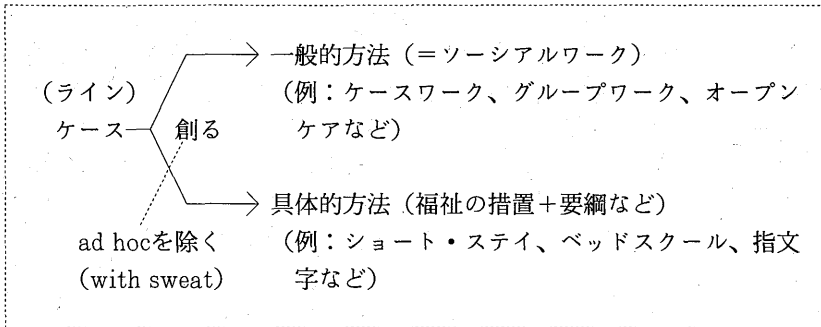 一般的方法（＝ソーシアルワーク）
（ライン）
（例：ケースワーク、グループワーク、オープン
ケアなど）
ケース
創る
具体的方法（福祉の措置＋要綱など）
ad hocを除く
（例：ショート・ステイ、ベッドスクール、指文
字など）
(with sweat)